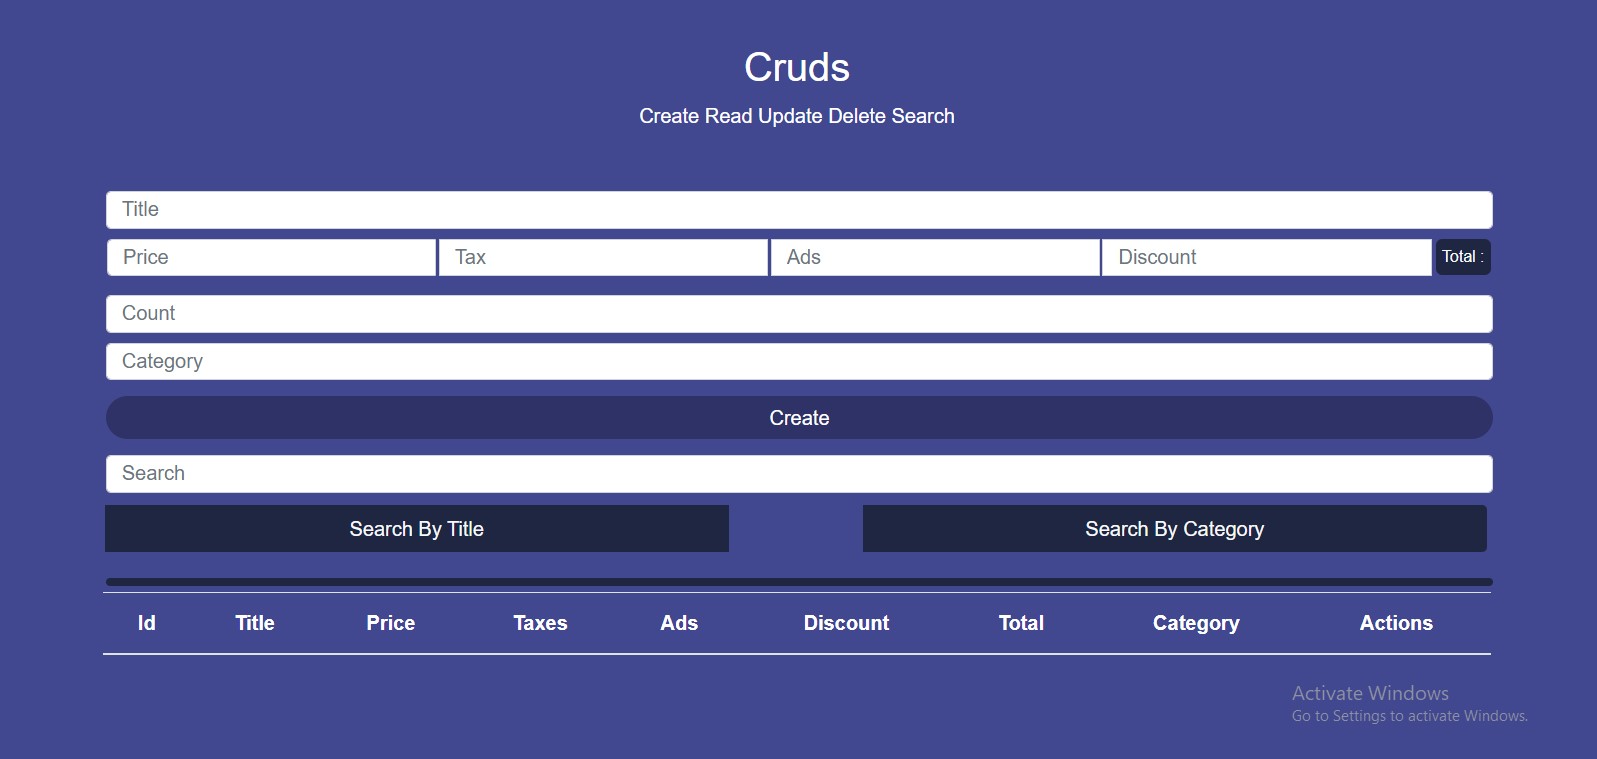 Cruds
Create Read Update Delete Search
Title
Price Tax Ads Discount Total :
Count
Category
Create
Search
Search By Title Search By Category
Id Title Price Taxes Ads Discount Total Category Actions
Activate Windows
Go to Settings to activate Windows.